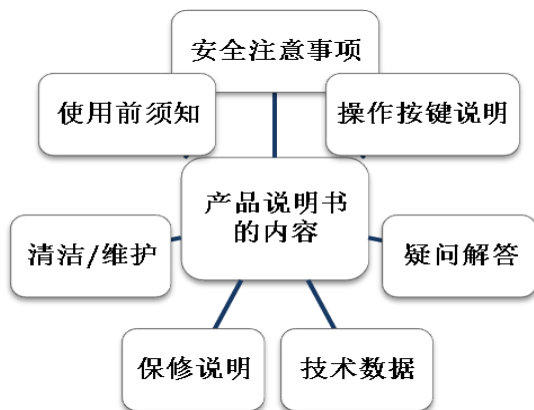 安全注意事项
使用前须知
操作按键说明
产品说明书
的内容
清洁/维护
疑问解答
保修说明
技术数据